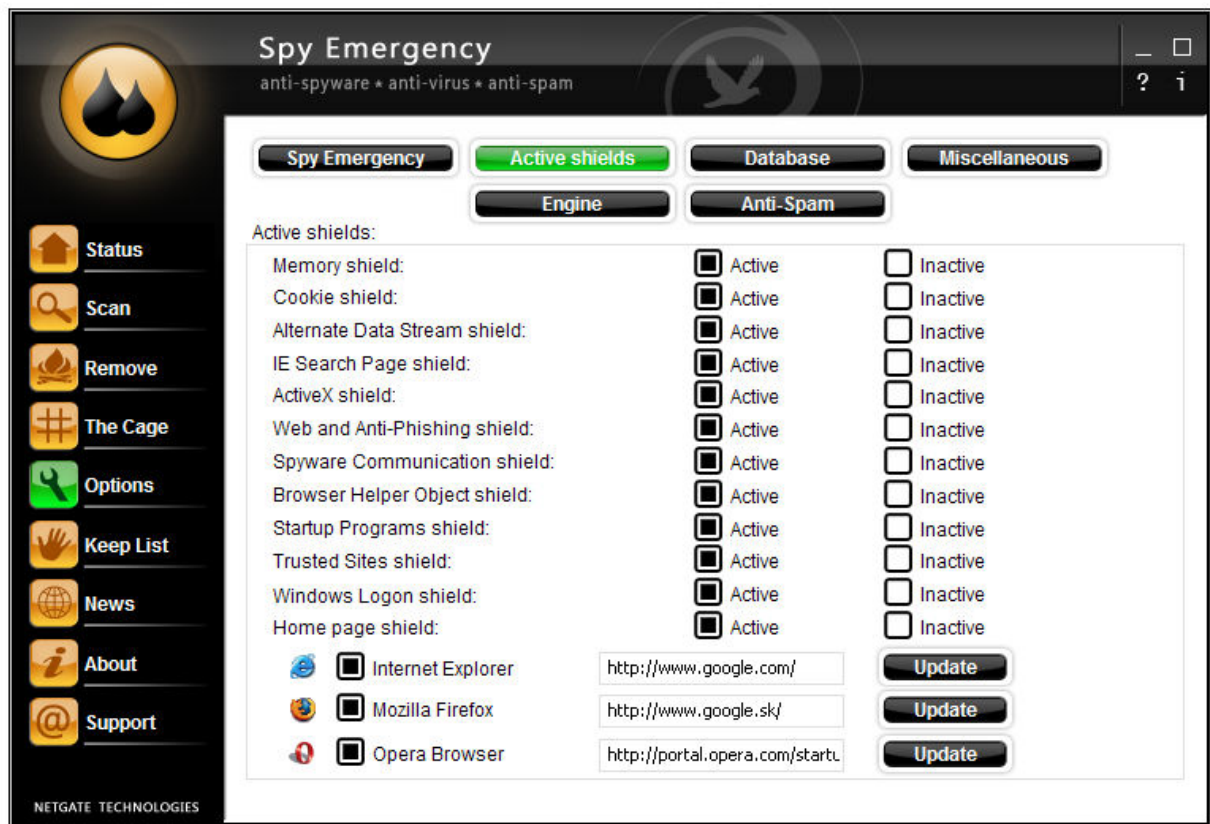 Spy Emergency
anti-spyware ★ anti-virus ★ anti-spam
? i
Spy Emergency Active shields Database Miscellaneous
Engine Anti-Spam
Status
Scan
Remove
The Cage
Options
Keep List
News
About
Support
NETGATE TECHNOLOGIES
Active shields:
Memory shield: Active Inactive
Cookie shield: Active Inactive
Alternate Data Stream shield: Active Inactive
IE Search Page shield: Active Inactive
ActiveX shield: Active Inactive
Web and Anti-Phishing shield: Active Inactive
Spyware Communication shield: Active Inactive
Browser Helper Object shield: Active Inactive
Startup Programs shield: Active Inactive
Trusted Sites shield: Active Inactive
Windows Logon shield: Active Inactive
Home page shield: Active Inactive
Internet Explorer http://www.google.com/ Update
Mozilla Firefox http://www.google.sk/ Update
Opera Browser http://portal.opera.com/startu Update